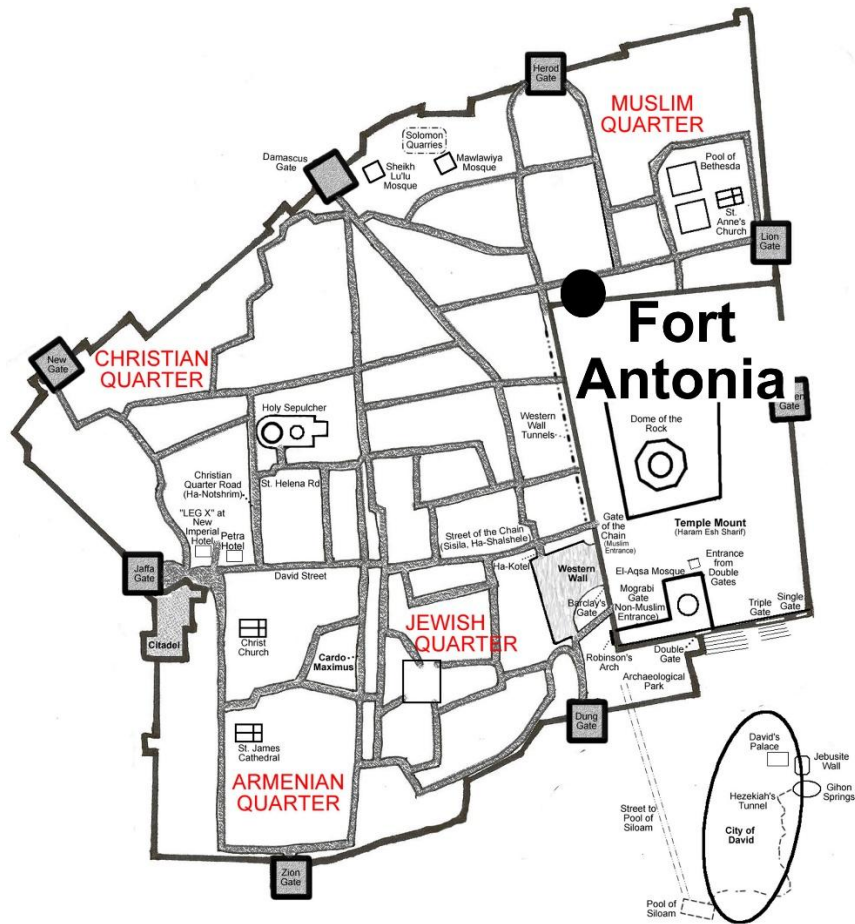 Herod
Gate
MUSLIM
QUARTER
Solomon
Quarries
Damascus
Gate
Sheikh
Lu'lu
Mosque
Mawlawiya
Mosque
Pool of
Bethesda
St.
Anne's
Church
Lion
Gate
Fort
Antonia
New
Gate
CHRISTIAN
QUARTER
Gate
Holy Sepulcher
Western
Wall
Tunnels
Dome of the
Rock
Christian
Quarter Road
(Ha-Notshrim)
St. Helena Rd
"LEG X" at
New
Imperial
Hotel
Petra
Hotel
Street of the Chain
(Sisila, Ha-Shalshele)
Gate
of the
Chain
(Muslim
Entrance)
Temple Mount
(Haram Esh Sharif)
Jaffa
Gate
David Street
Ha-Kotel
Western
Wall
El-Aqsa Mosque
Entrance
from
Double
Gates
Mograbi
Gate
Non-Muslim
Entrance)
Barclay's
Gate
Triple
Gate
Single
Gate
JEWISH
QUARTER
Citadel
Christ
Church
Cardo
Maximus
Robinson's
Arch
Double
Gate
Archaeological
Park
Dung
Gate
St. James
Cathedral
ARMENIAN
QUARTER
David's
Palace
Jebusite
Wall
Hezekiah's
Tunnel
Gihon
Springs
Street to
Pool of
Siloam
City of
David
Zion
Gate
Pool of
Siloam